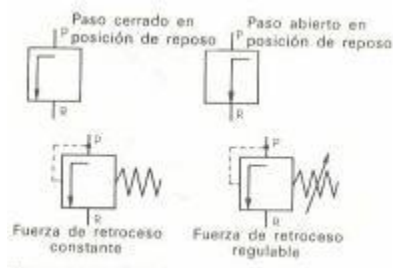 Paso cerrado en
posición de reposo
P
R
Paso abierto en
posición de reposo
P
R
P
R
Fuerza de retroceso
constante
P
R
Fuerza de retroceso
regulable